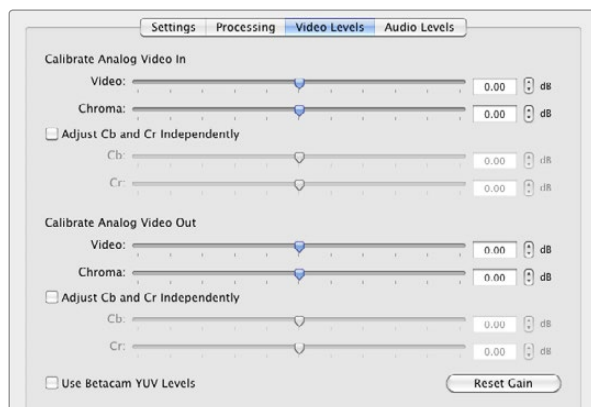 Settings Processing Video Levels Audio Levels
Calibrate Analog Video In
Video: 0.00 dB
Chroma: 0.00 dB
Adjust Cb and Cr Independently
Cb: 0.00 dB
Cr: 0.00 dB
Calibrate Analog Video Out
Video: 0.00 dB
Chroma: 0.00 dB
Adjust Cb and Cr Independently
Cb: 0.00 dB
Cr: 0.00 dB
Use Betacam YUV Levels Reset Gain